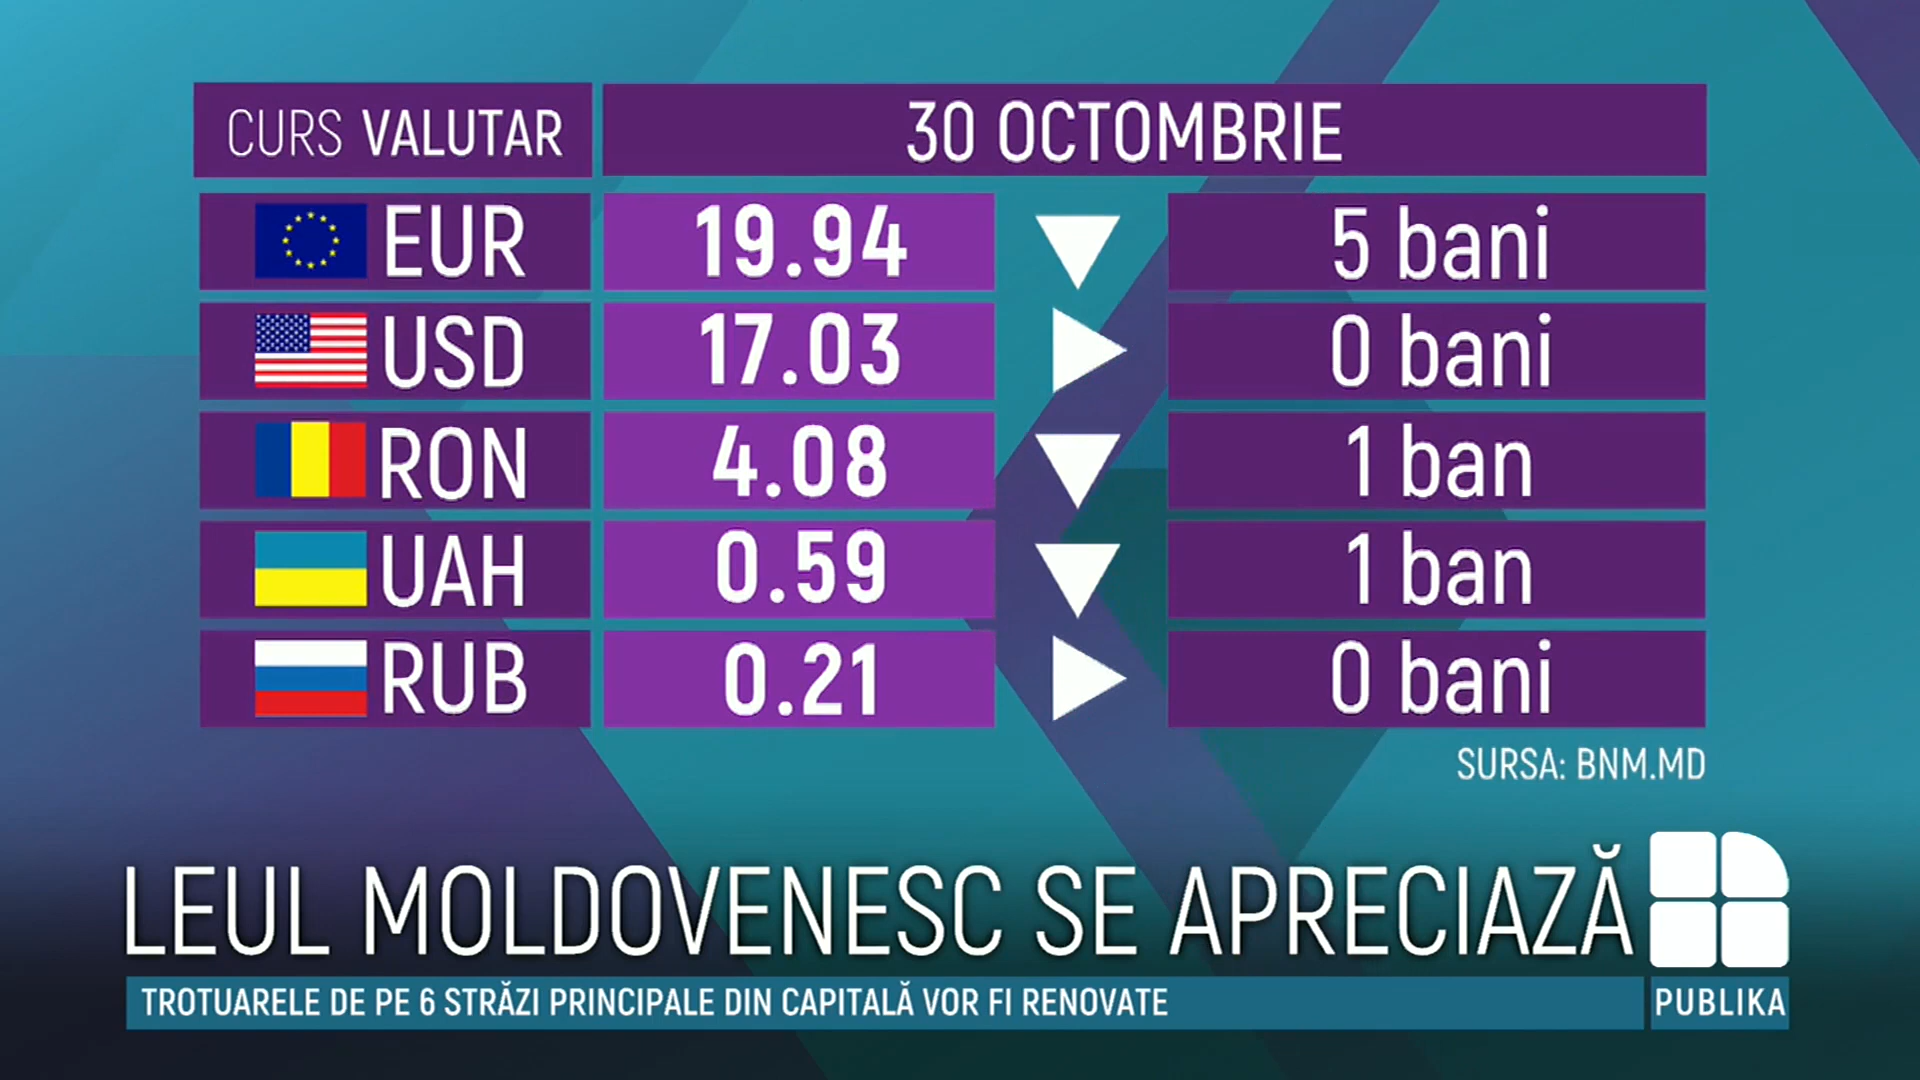 CURS VALUTAR 30 OCTOMBRIE
EUR 19.94 5 bani
USD 17.03 0 bani
RON 4.08 1 ban
UAH 0.59 1 ban
RUB 0.21 0 bani
SURSA: BNM.MD
LEUL MOLDOVENESC SE APRECIAZĂ
TROTUARELE DE PE 6 STRĂZI PRINCIPALE DIN CAPITALĂ VOR FI RENOVATE
PUBLIKA